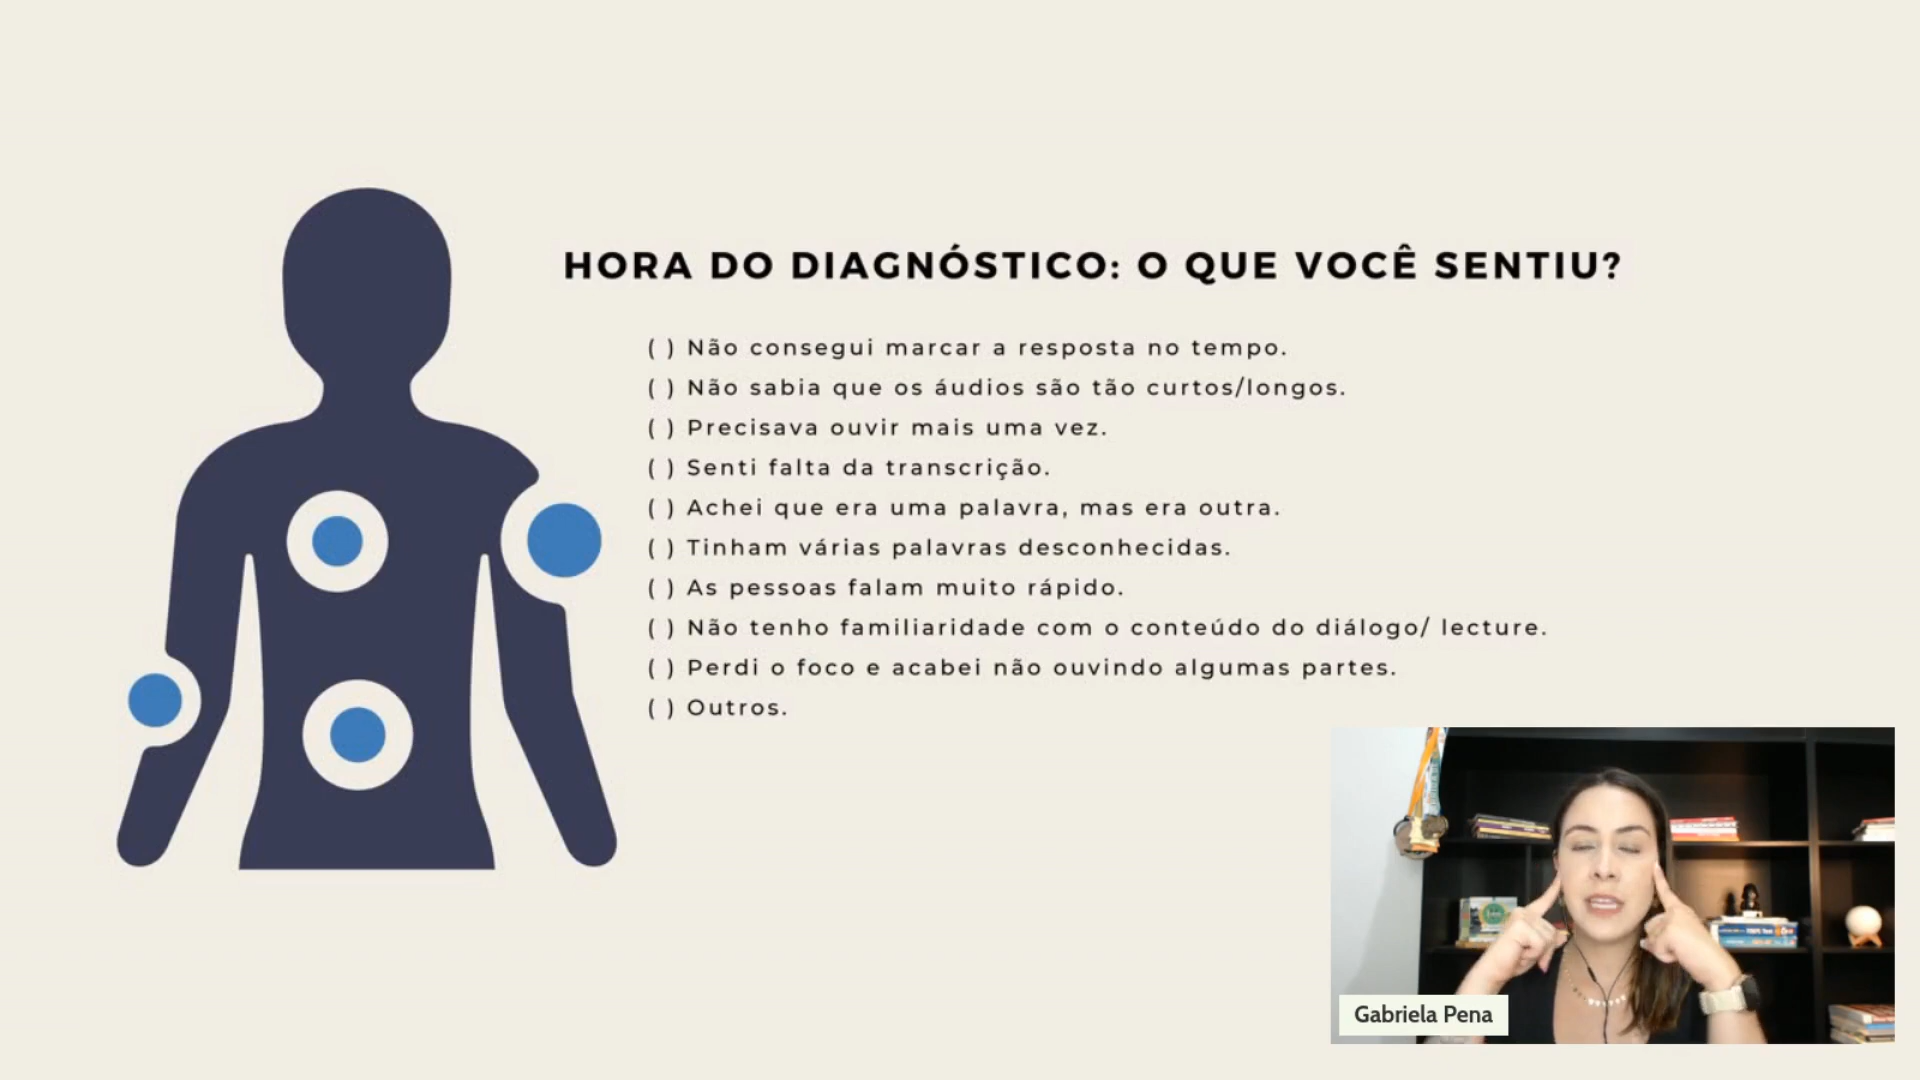 HORA DO DIAGNÓSTICO: O QUE VOCÊ SENTIU?
( ) Não consegui marcar a resposta no tempo.
( ) Não sabia que os áudios são tão curtos/longos.
( ) Precisava ouvir mais uma vez.
( ) Senti falta da transcrição.
( ) Achei que era uma palavra, mas era outra.
( ) Tinham várias palavras desconhecidas.
( ) As pessoas falam muito rápido.
( ) Não tenho familiaridade com o conteúdo do diálogo/ lecture.
( ) Perdi o foco e acabei não ouvindo algumas partes.
( ) Outros.
Gabriela Pena